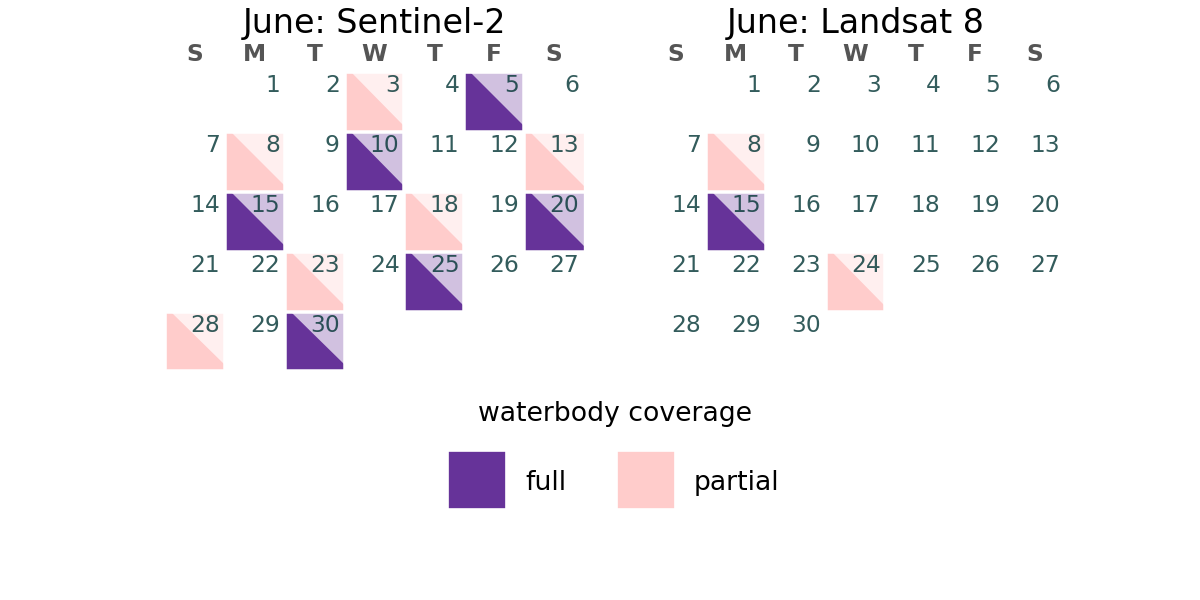 June: Sentinel-2
S M T W T F S
1 2 3 4 5 6
7 8 9 10 11 12 13
14 15 16 17 18 19 20
21 22 23 24 25 26 27
28 29 30
June: Landsat 8
S M T W T F S
1 2 3 4 5 6
7 8 9 10 11 12 13
14 15 16 17 18 19 20
21 22 23 24 25 26 27
28 29 30
waterbody coverage
full partial